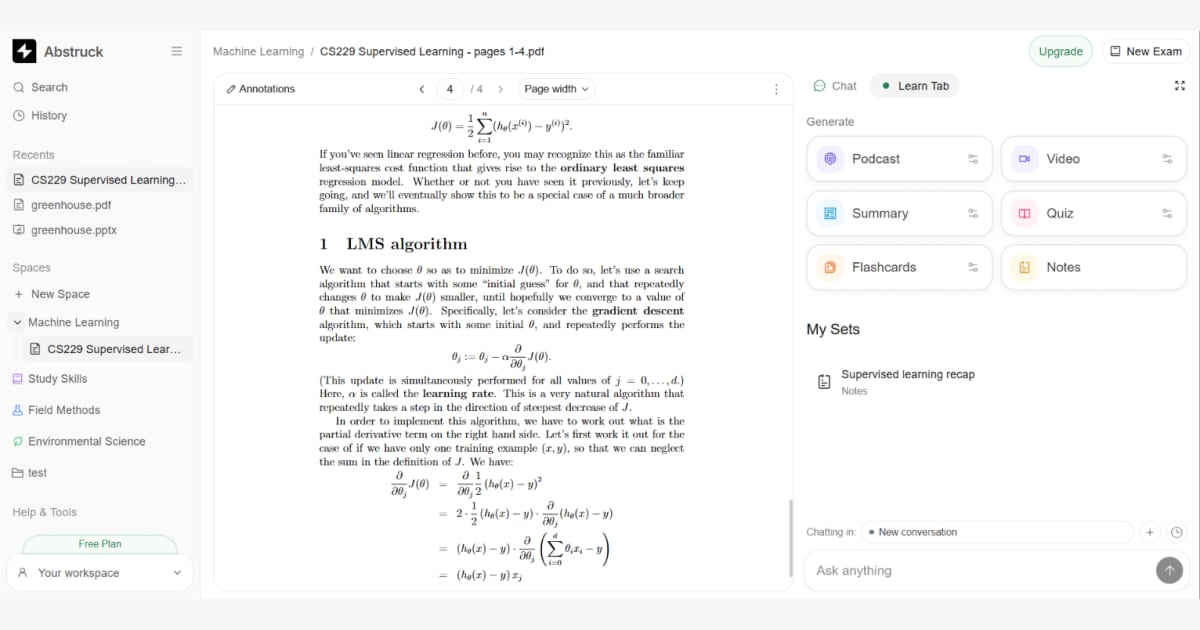 Abstruck
Search
History
Recents
CS229 Supervised Learning...
greenhouse.pdf
greenhouse.pptx
Spaces
+ New Space
Machine Learning
CS229 Supervised Lear...
Study Skills
Field Methods
Environmental Science
test
Help & Tools
Free Plan
Your workspace
Machine Learning / CS229 Supervised Learning - pages 1-4.pdf
Upgrade
New Exam
Annotations
4 / 4
Page width
J(θ) = 1/2 ∑_{i=1}^{n} (h_θ(x^{(i)}) − y^{(i)})².
If you've seen linear regression before, you may recognize this as the familiar
least-squares cost function that gives rise to the ordinary least squares
regression model. Whether or not you have seen it previously, let's keep
going, and we'll eventually show this to be a special case of a much broader
family of algorithms.
1 LMS algorithm
We want to choose θ so as to minimize J(θ). To do so, let's use a search
algorithm that starts with some "initial guess" for θ, and that repeatedly
changes θ to make J(θ) smaller, until hopefully we converge to a value of
θ that minimizes J(θ). Specifically, let's consider the gradient descent
algorithm, which starts with some initial θ, and repeatedly performs the
update:
θ_j := θ_j − α ∂/∂θ_j J(θ).
(This update is simultaneously performed for all values of j = 0, . . . , d.)
Here, α is called the learning rate. This is a very natural algorithm that
repeatedly takes a step in the direction of steepest decrease of J.
In order to implement this algorithm, we have to work out what is the
partial derivative term on the right hand side. Let's first work it out for the
case of if we have only one training example (x, y), so that we can neglect
the sum in the definition of J. We have:
∂/∂θ_j J(θ) = ∂/∂θ_j 1/2 (h_θ(x) − y)²
= 2 · 1/2 (h_θ(x) − y) · ∂/∂θ_j (h_θ(x) − y)
= (h_θ(x) − y) · ∂/∂θ_j (∑_{i=0}^{d} θ_i x_i − y)
= (h_θ(x) − y) x_j
Chat
Learn Tab
Generate
Podcast
Video
Summary
Quiz
Flashcards
Notes
My Sets
Supervised learning recap
Notes
Chatting in:
New conversation
Ask anything